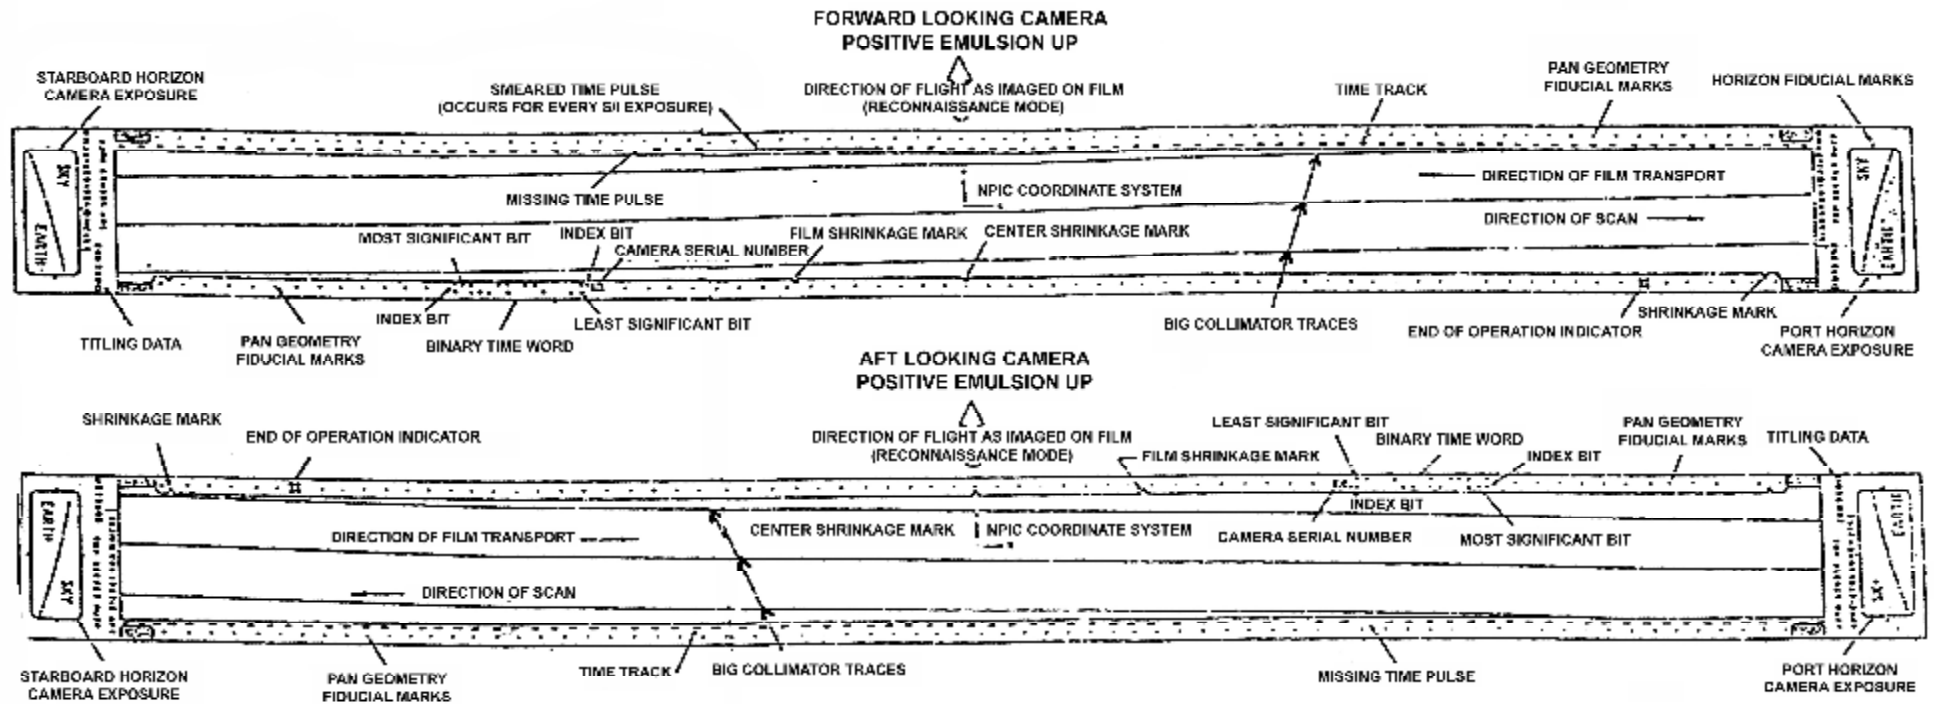 FORWARD LOOKING CAMERA
POSITIVE EMULSION UP
STARBOARD HORIZON
CAMERA EXPOSURE
SMEARED TIME PULSE
(OCCURS FOR EVERY S/I EXPOSURE)
DIRECTION OF FLIGHT AS IMAGED ON FILM
(RECONNAISSANCE MODE)
TIME TRACK
PAN GEOMETRY
FIDUCIAL MARKS
HORIZON FIDUCIAL MARKS
SKY
EARTH
MISSING TIME PULSE
NPIC COORDINATE SYSTEM
DIRECTION OF FILM TRANSPORT
DIRECTION OF SCAN
SKY
MOST SIGNIFICANT BIT
INDEX BIT
CAMERA SERIAL NUMBER
FILM SHRINKAGE MARK
CENTER SHRINKAGE MARK
TITLING DATA
PAN GEOMETRY
FIDUCIAL MARKS
INDEX BIT
BINARY TIME WORD
LEAST SIGNIFICANT BIT
BIG COLLIMATOR TRACES
END OF OPERATION INDICATOR
SHRINKAGE MARK
PORT HORIZON
CAMERA EXPOSURE
AFT LOOKING CAMERA
POSITIVE EMULSION UP
SHRINKAGE MARK
END OF OPERATION INDICATOR
DIRECTION OF FLIGHT AS IMAGED ON FILM
(RECONNAISSANCE MODE)
FILM SHRINKAGE MARK
LEAST SIGNIFICANT BIT
BINARY TIME WORD
INDEX BIT
PAN GEOMETRY
FIDUCIAL MARKS
TITLING DATA
EARTH
SKY
DIRECTION OF FILM TRANSPORT
CENTER SHRINKAGE MARK
NPIC COORDINATE SYSTEM
INDEX BIT
CAMERA SERIAL NUMBER
MOST SIGNIFICANT BIT
DIRECTION OF SCAN
STARBOARD HORIZON
CAMERA EXPOSURE
PAN GEOMETRY
FIDUCIAL MARKS
TIME TRACK
BIG COLLIMATOR TRACES
MISSING TIME PULSE
PORT HORIZON
CAMERA EXPOSURE